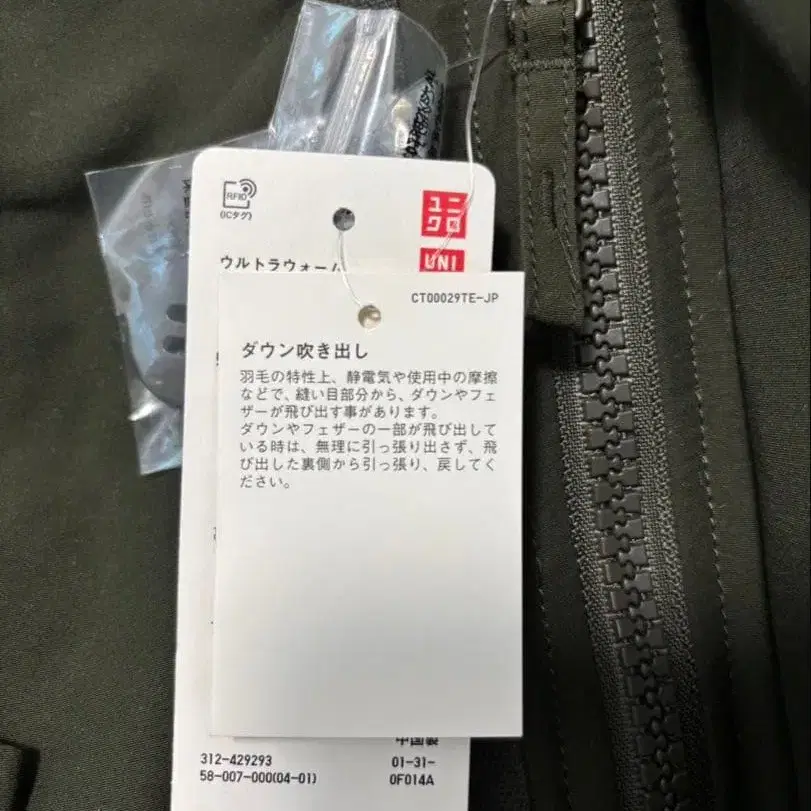 RFID
(ICタグ)
ユニ
クロ
UNI
ウルトラウォーム
CT00029TE-JP
ダウン吹き出し
羽毛の特性上、静電気や使用中の摩擦
などで、縫い目部分から、ダウンやフェ
ザーが飛び出す事があります。
ダウンやフェザーの一部が飛び出して
いる時は、無理に引っ張り出さず、飛
び出した裏側から引っ張り、戻してく
ださい。
中国製
312-429293
01-31-
58-007-000(04-01)
0F014A